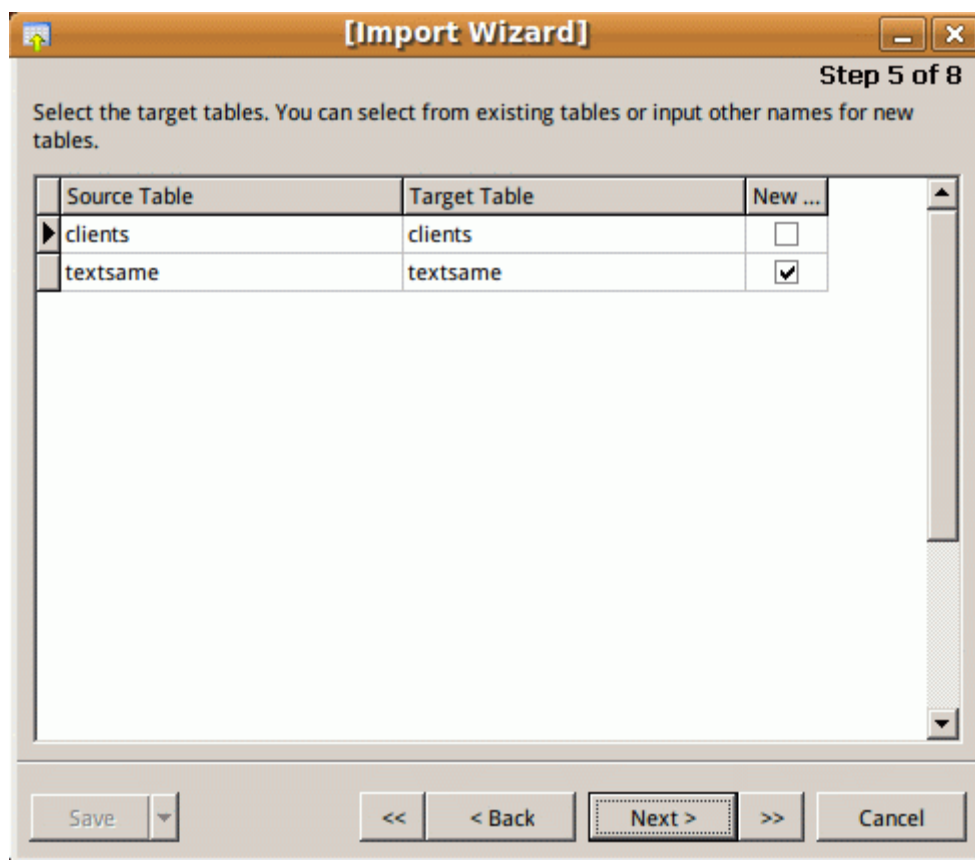 [Import Wizard]
Step 5 of 8
Select the target tables. You can select from existing tables or input other names for new
tables.
Source Table Target Table New ...
clients clients
textsame textsame
Save << < Back Next > >> Cancel